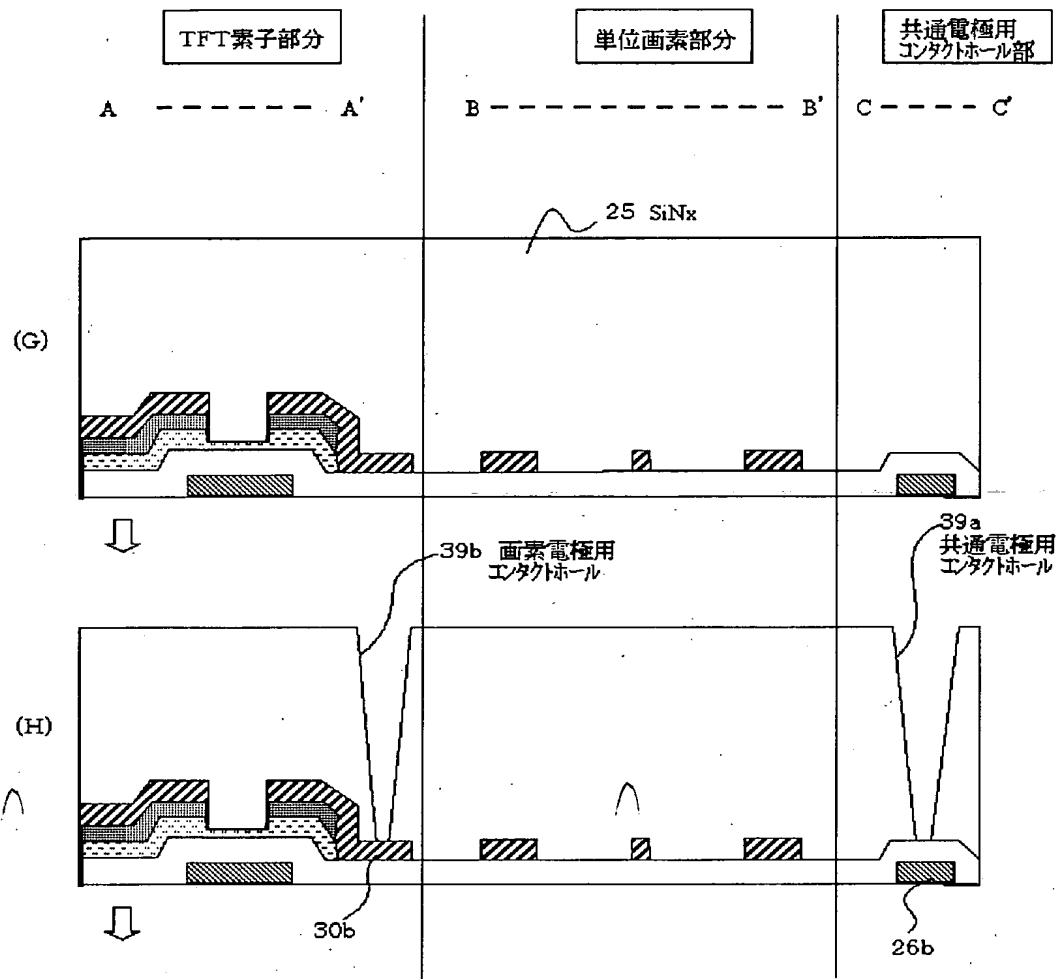 TFT素子部分
単位画素部分
共通電極用
コンタクトホール部
A
A'
B
B'
C
C'
25 SiNx
(G)
39b 画素電極用
コンタクトホール
39a
共通電極用
コンタクトホール
(H)
30b
26b